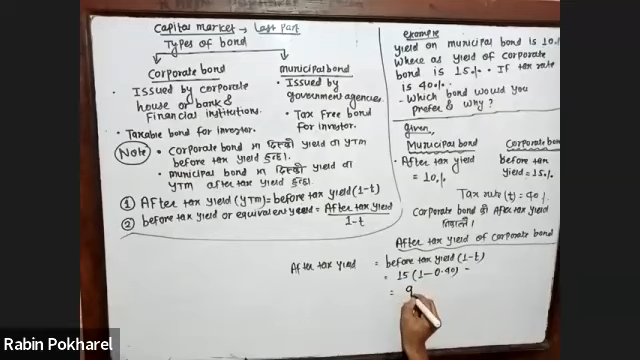 Capital market → Last part
Types of bond
Corporate bond
• Issued by corporate
house or bank &
Financial institutions.
• Taxable bond for investor.
Municipal bond
• Issued by
government agencies.
• Tax Free bond
for investor.
Note
• corporate bond मा दिएको yield वा YTM
before tax yield हुन्छ।
• municipal bond मा दिएको yield वा
YTM after tax yield हुन्छ।
① After tax yield (YTM) = before tax yield (1-t)
② before tax yield or equivalent yield = After tax yield
1-t
example
yield on municipal bond is 10%.
Where as yield of corporate
bond is 15%. If tax rate
is 40%.
- Which bond would you
prefer & why?
given,
Municipal bond
• After tax yield
= 10%
Corporate bond
before tax
yield = 15%
Tax rate (t) = 40%
Corporate bond को After tax yield
After tax yield of corporate bond
After tax yield = before tax yield (1-t)
= 15 (1-0.40)
= 9
Rabin Pokharel